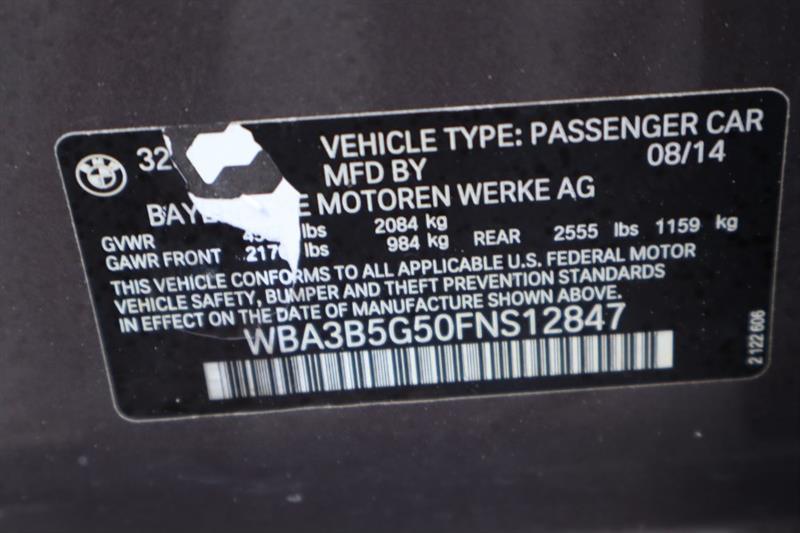 BMW
VEHICLE TYPE: PASSENGER CAR
MFD BY 08/14
MOTOREN WERKE AG
GVWR lbs 2084 kg
GAWR FRONT lbs 984 kg REAR 2555 lbs 1159 kg
THIS VEHICLE CONFORMS TO ALL APPLICABLE U.S. FEDERAL MOTOR
VEHICLE SAFETY, BUMPER AND THEFT PREVENTION STANDARDS
IN EFFECT ON THE DATE OF MANUFACTURE SHOWN ABOVE.
WBA3B5G50FNS12847
2 122 606